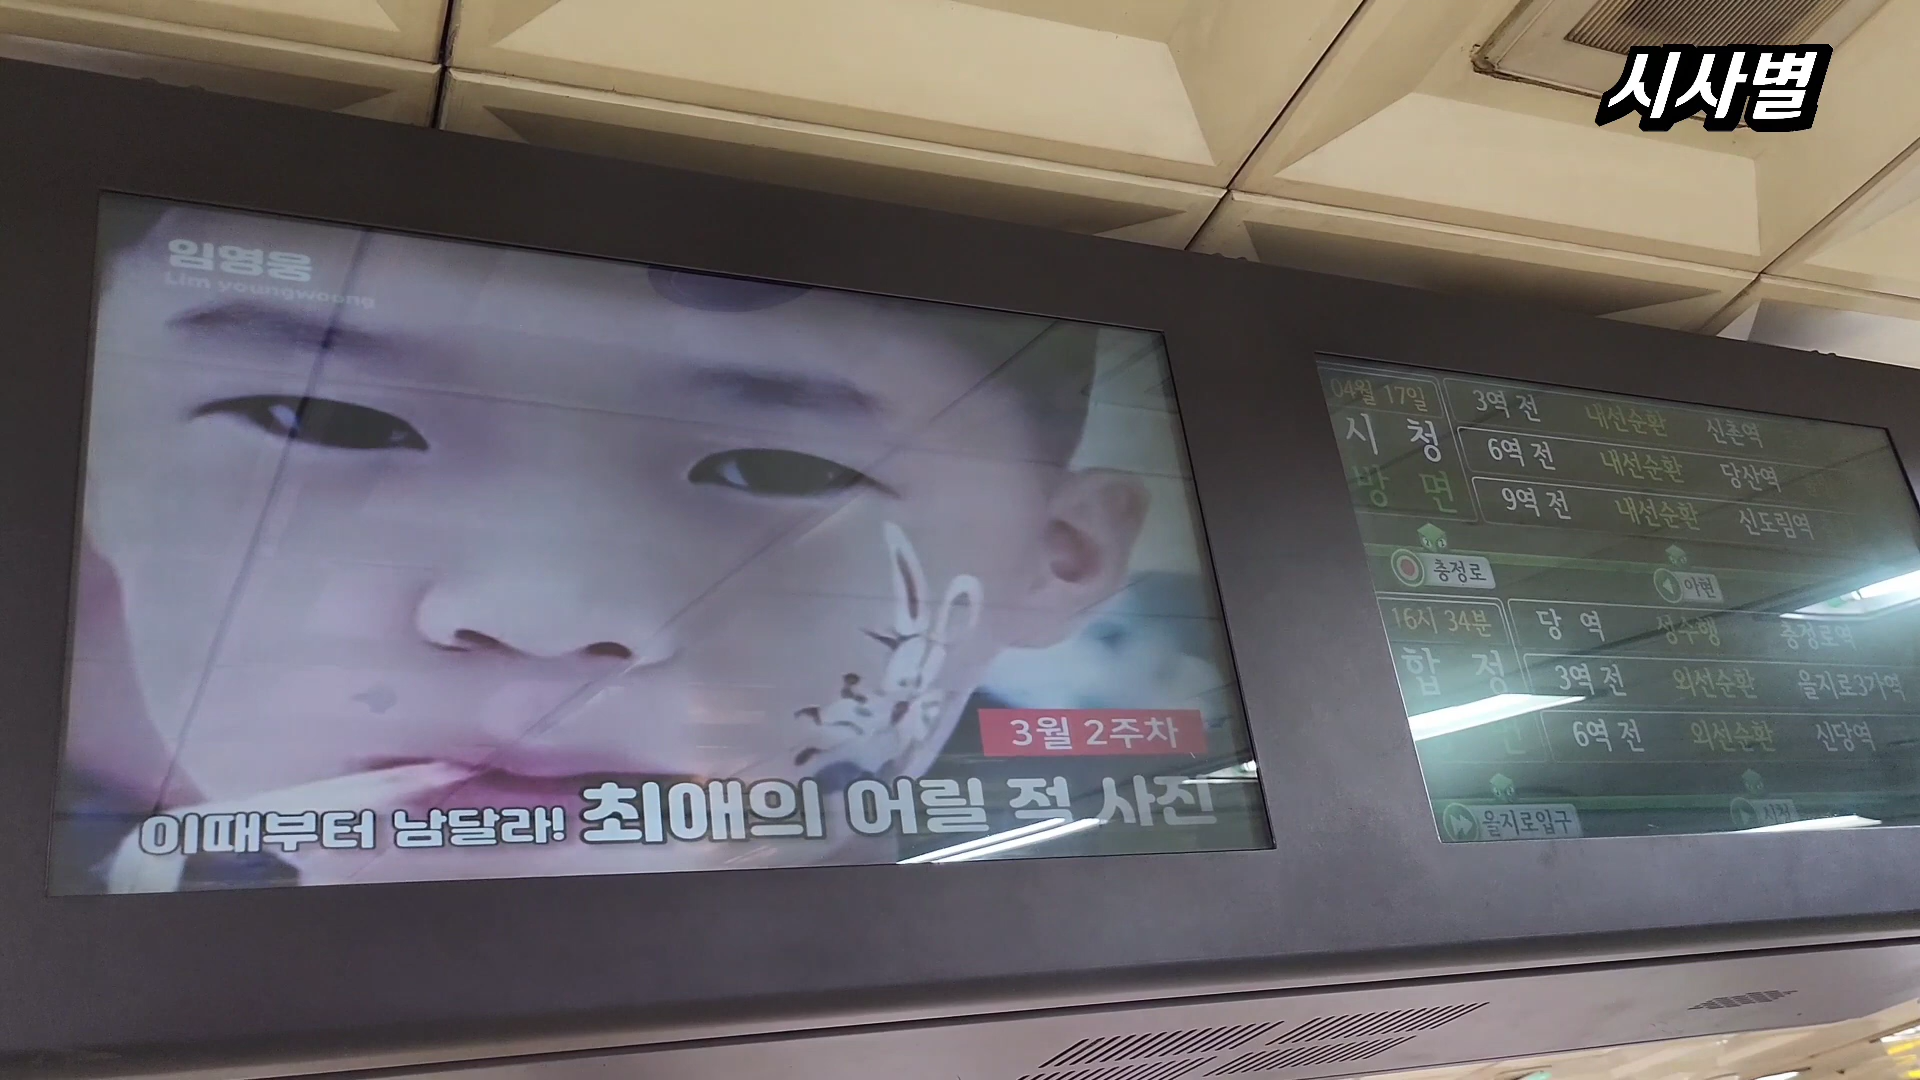 시사별
임영웅
Lim youngwoong
3월 2주차
이때부터 남달라! 최애의 어릴 적 사진
04월 17일
시 청
방 면
3역 전 내선순환 신촌역
6역 전 내선순환 당산역
9역 전 내선순환 신도림역
충정로
아현
16시 34분
합 정
당 역 성수행 충정로역
3역 전 외선순환 을지로3가역
6역 전 외선순환 신당역
을지로입구
시청